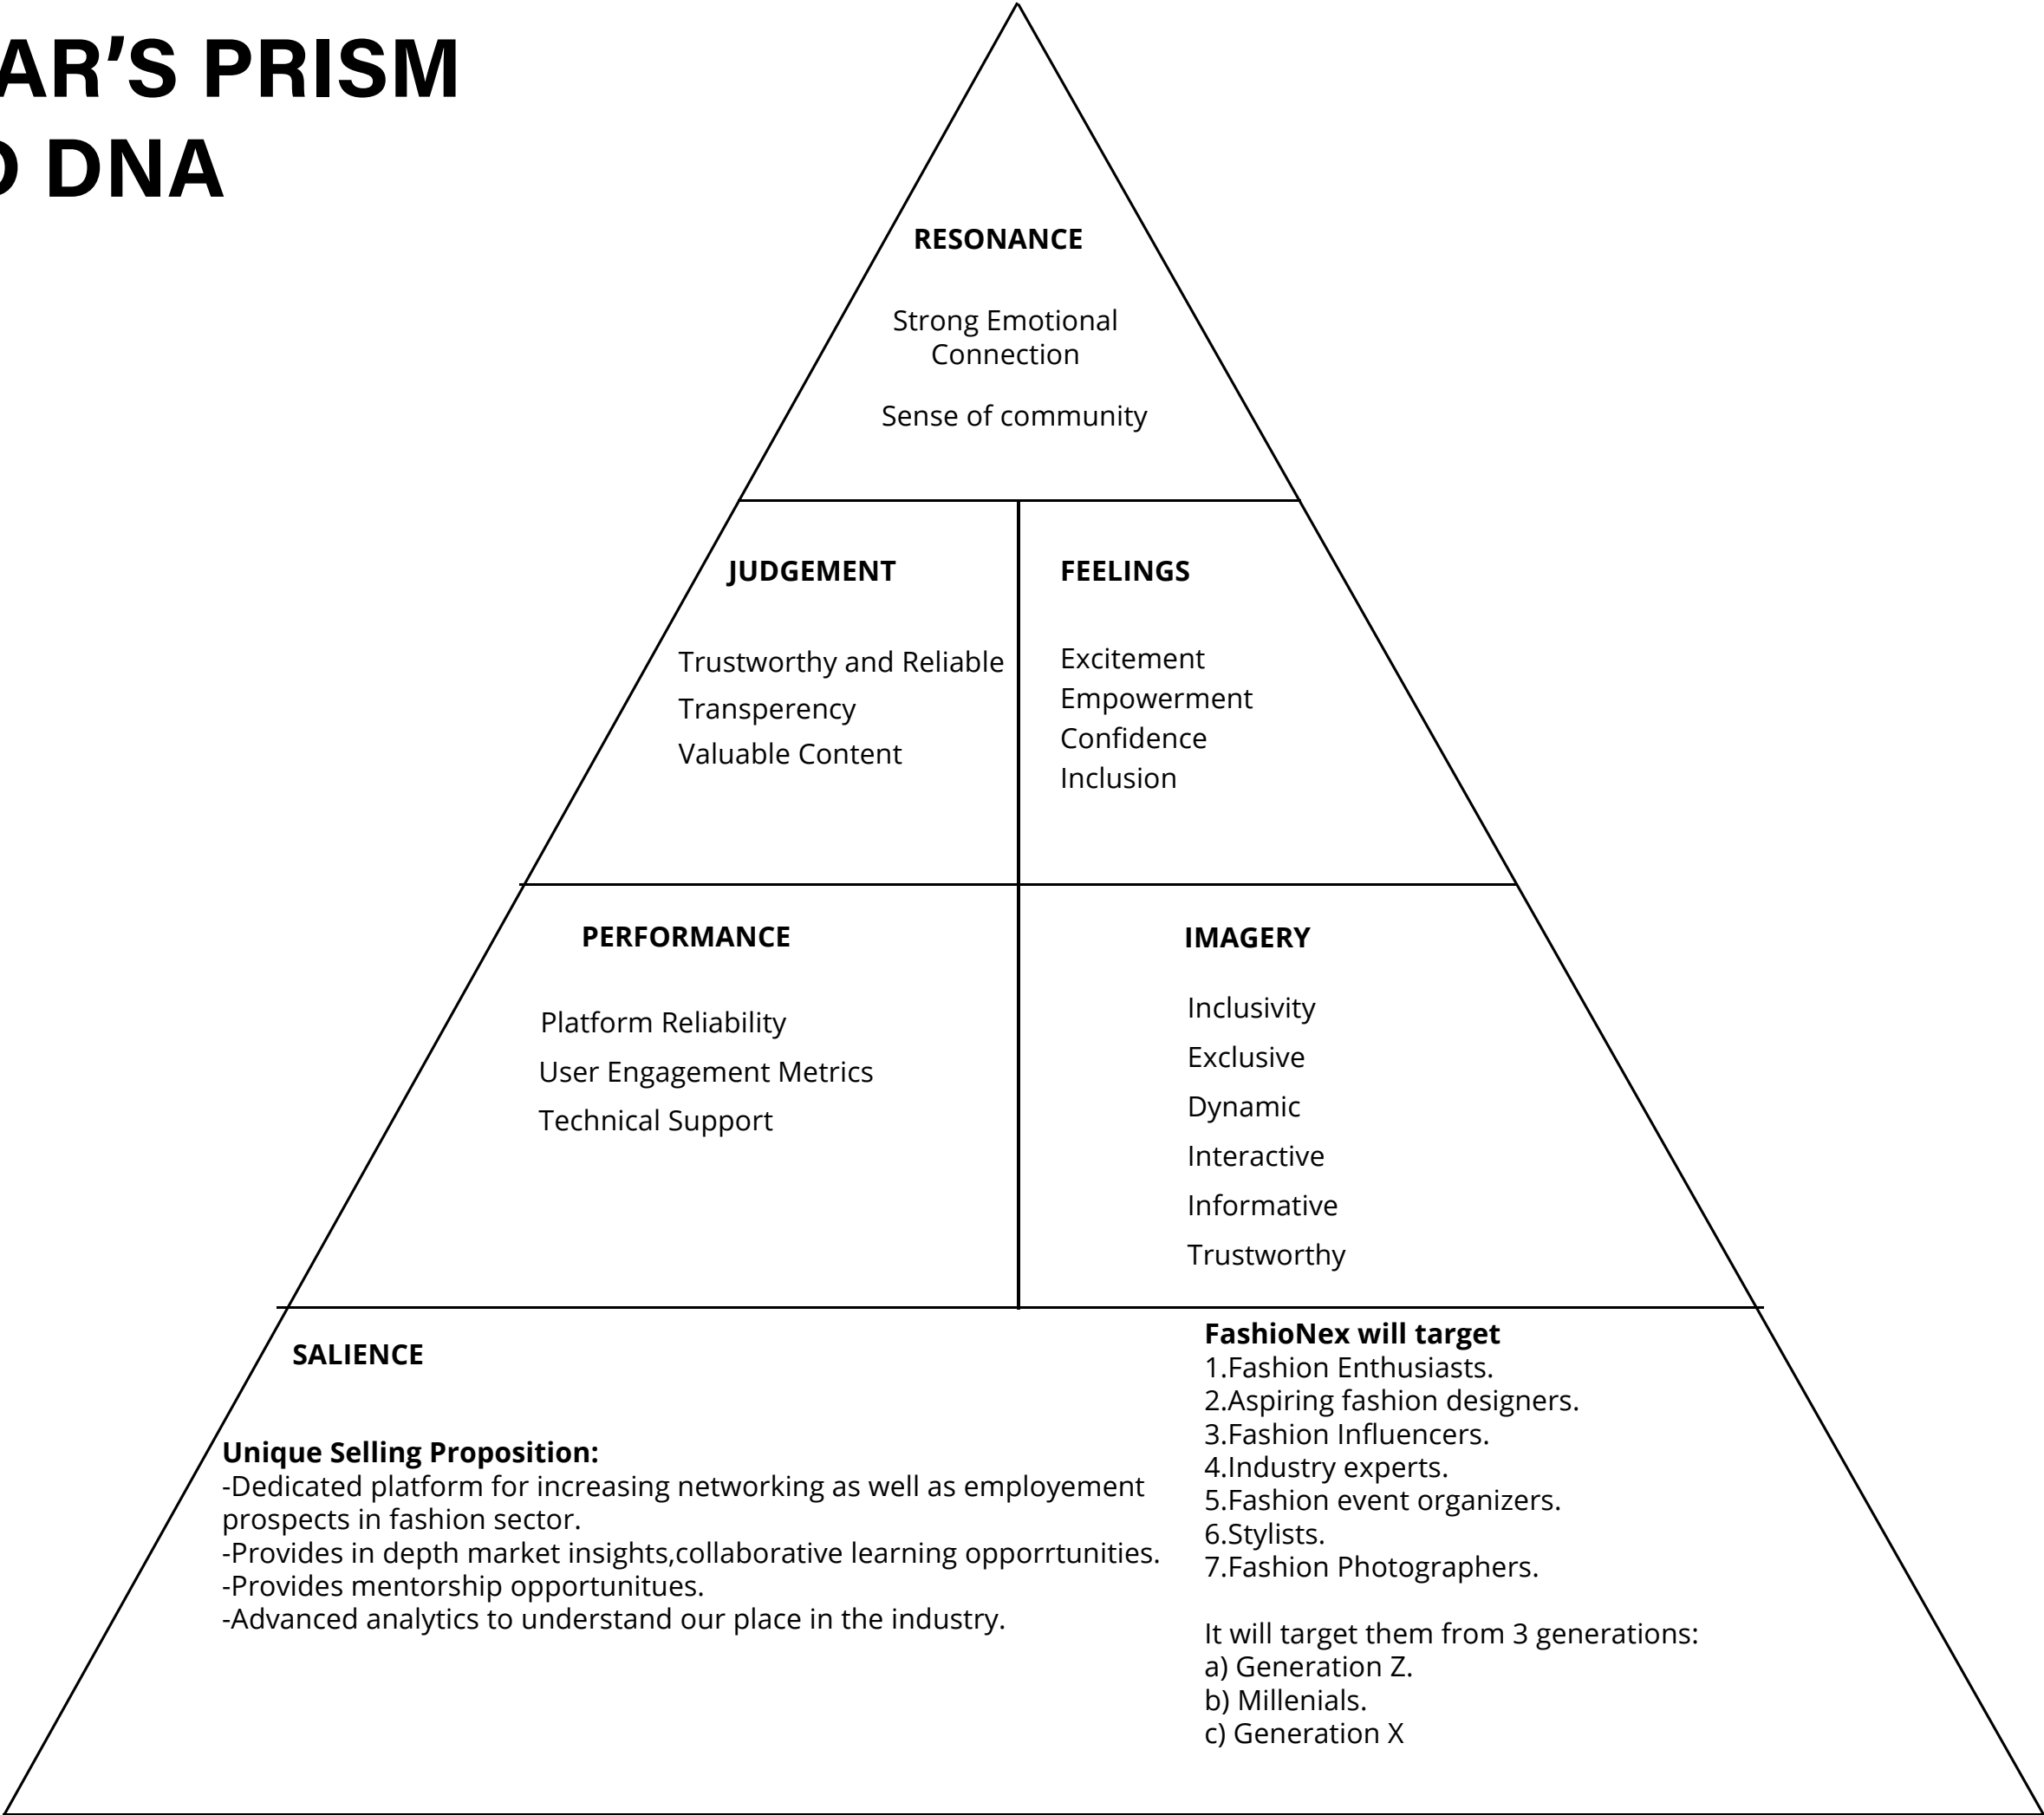 AR’S PRISM
D DNA
RESONANCE
Strong Emotional
Connection
Sense of community
JUDGEMENT
Trustworthy and Reliable
Transperency
Valuable Content
FEELINGS
Excitement
Empowerment
Confidence
Inclusion
PERFORMANCE
Platform Reliability
User Engagement Metrics
Technical Support
IMAGERY
Inclusivity
Exclusive
Dynamic
Interactive
Informative
Trustworthy
SALIENCE
Unique Selling Proposition:
-Dedicated platform for increasing networking as well as employement
prospects in fashion sector.
-Provides in depth market insights,collaborative learning opporrtunities.
-Provides mentorship opportunitues.
-Advanced analytics to understand our place in the industry.
FashioNex will target
1.Fashion Enthusiasts.
2.Aspiring fashion designers.
3.Fashion Influencers.
4.Industry experts.
5.Fashion event organizers.
6.Stylists.
7.Fashion Photographers.
It will target them from 3 generations:
a) Generation Z.
b) Millenials.
c) Generation X